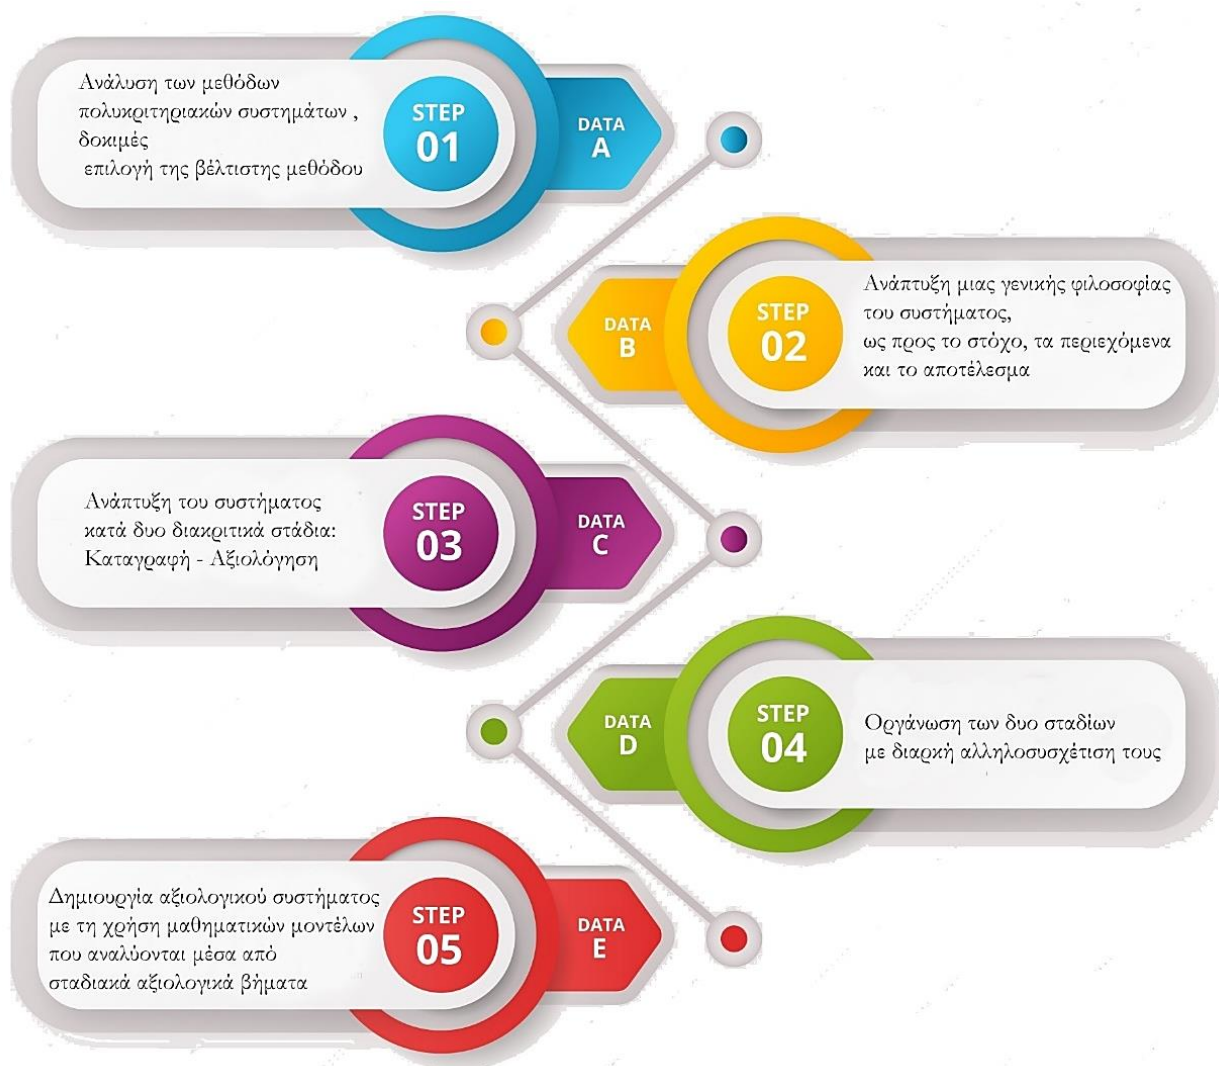 Ανάλυση των μεθόδων
πολυκριτηριακών συστημάτων ,
δοκιμές
επιλογή της βέλτιστης μεθόδου
STEP
01
DATA
A
DATA
B
STEP
02
Ανάπτυξη μιας γενικής φιλοσοφίας
του συστήματος,
ως προς το στόχο, τα περιεχόμενα
και το αποτέλεσμα
Ανάπτυξη του συστήματος
κατά δυο διακριτικά στάδια:
Καταγραφή - Αξιολόγηση
STEP
03
DATA
C
DATA
D
STEP
04
Οργάνωση των δυο σταδίων
με διαρκή αλληλοσυσχέτιση τους
Δημιουργία αξιολογικού συστήματος
με τη χρήση μαθηματικών μοντέλων
που αναλύονται μέσα από
σταδιακά αξιολογικά βήματα
STEP
05
DATA
E